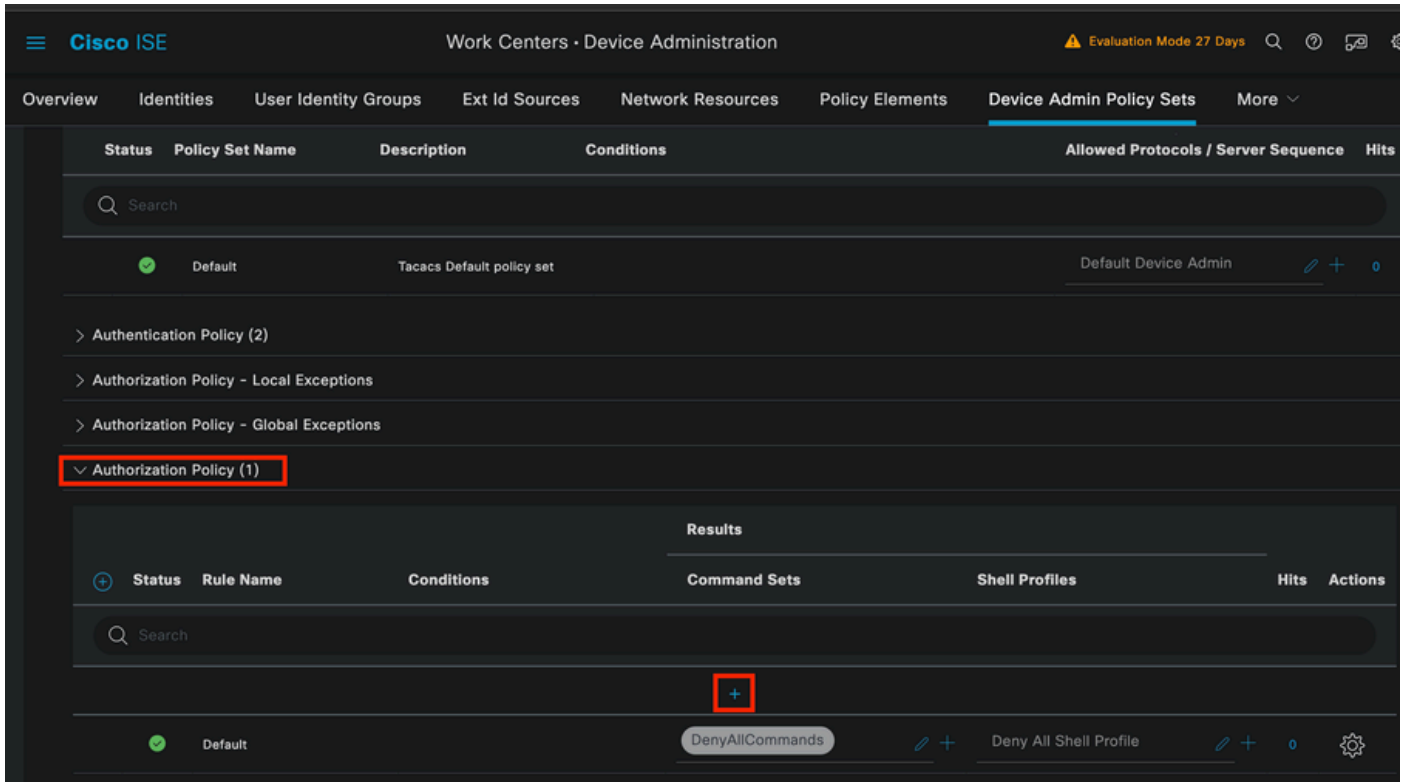 Cisco ISE Work Centers · Device Administration Evaluation Mode 27 Days
Overview Identities User Identity Groups Ext Id Sources Network Resources Policy Elements Device Admin Policy Sets More
Status Policy Set Name Description Conditions Allowed Protocols / Server Sequence Hits
Search
Default Tacacs Default policy set Default Device Admin 0
Authentication Policy (2)
Authorization Policy - Local Exceptions
Authorization Policy - Global Exceptions
Authorization Policy (1)
Results
Status Rule Name Conditions Command Sets Shell Profiles Hits Actions
Search
Default DenyAllCommands Deny All Shell Profile 0